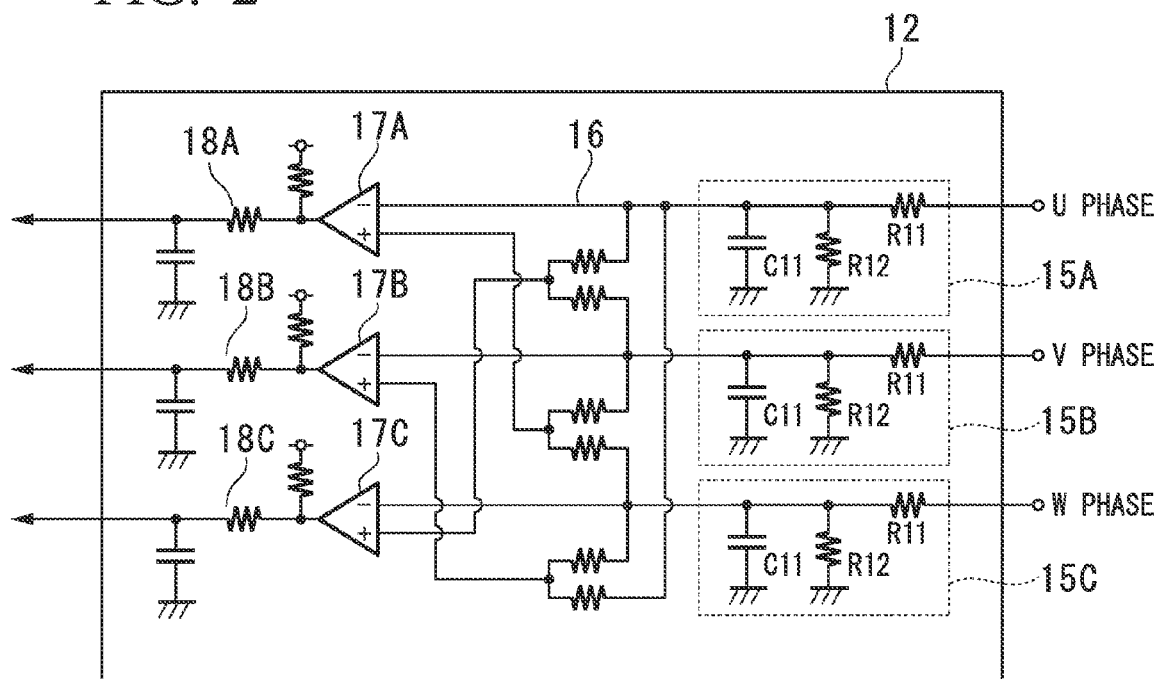 FIG. 2
12
17A
16
18A
−
+
U PHASE
R11
C11
R12
15A
17B
18B
−
+
V PHASE
R11
C11
R12
15B
17C
18C
−
+
W PHASE
R11
C11
R12
15C